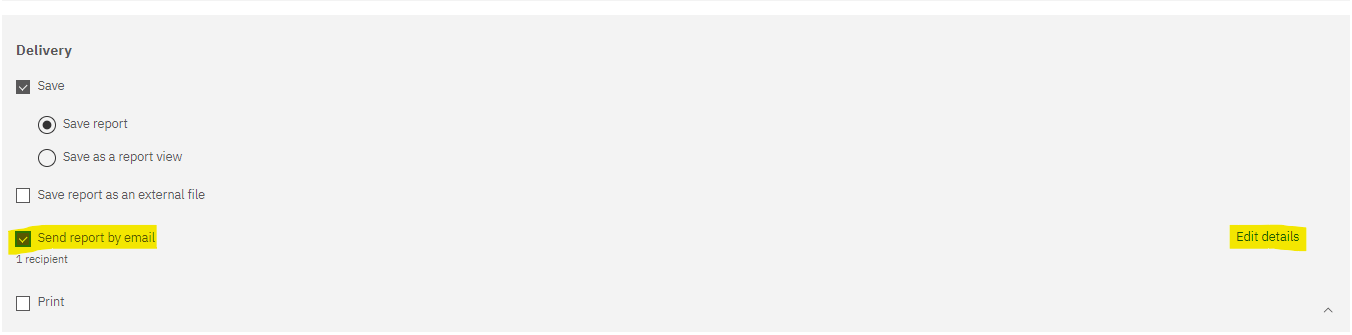 Delivery
Save
Save report
Save as a report view
Save report as an external file
Send report by email
Edit details
1 recipient
Print